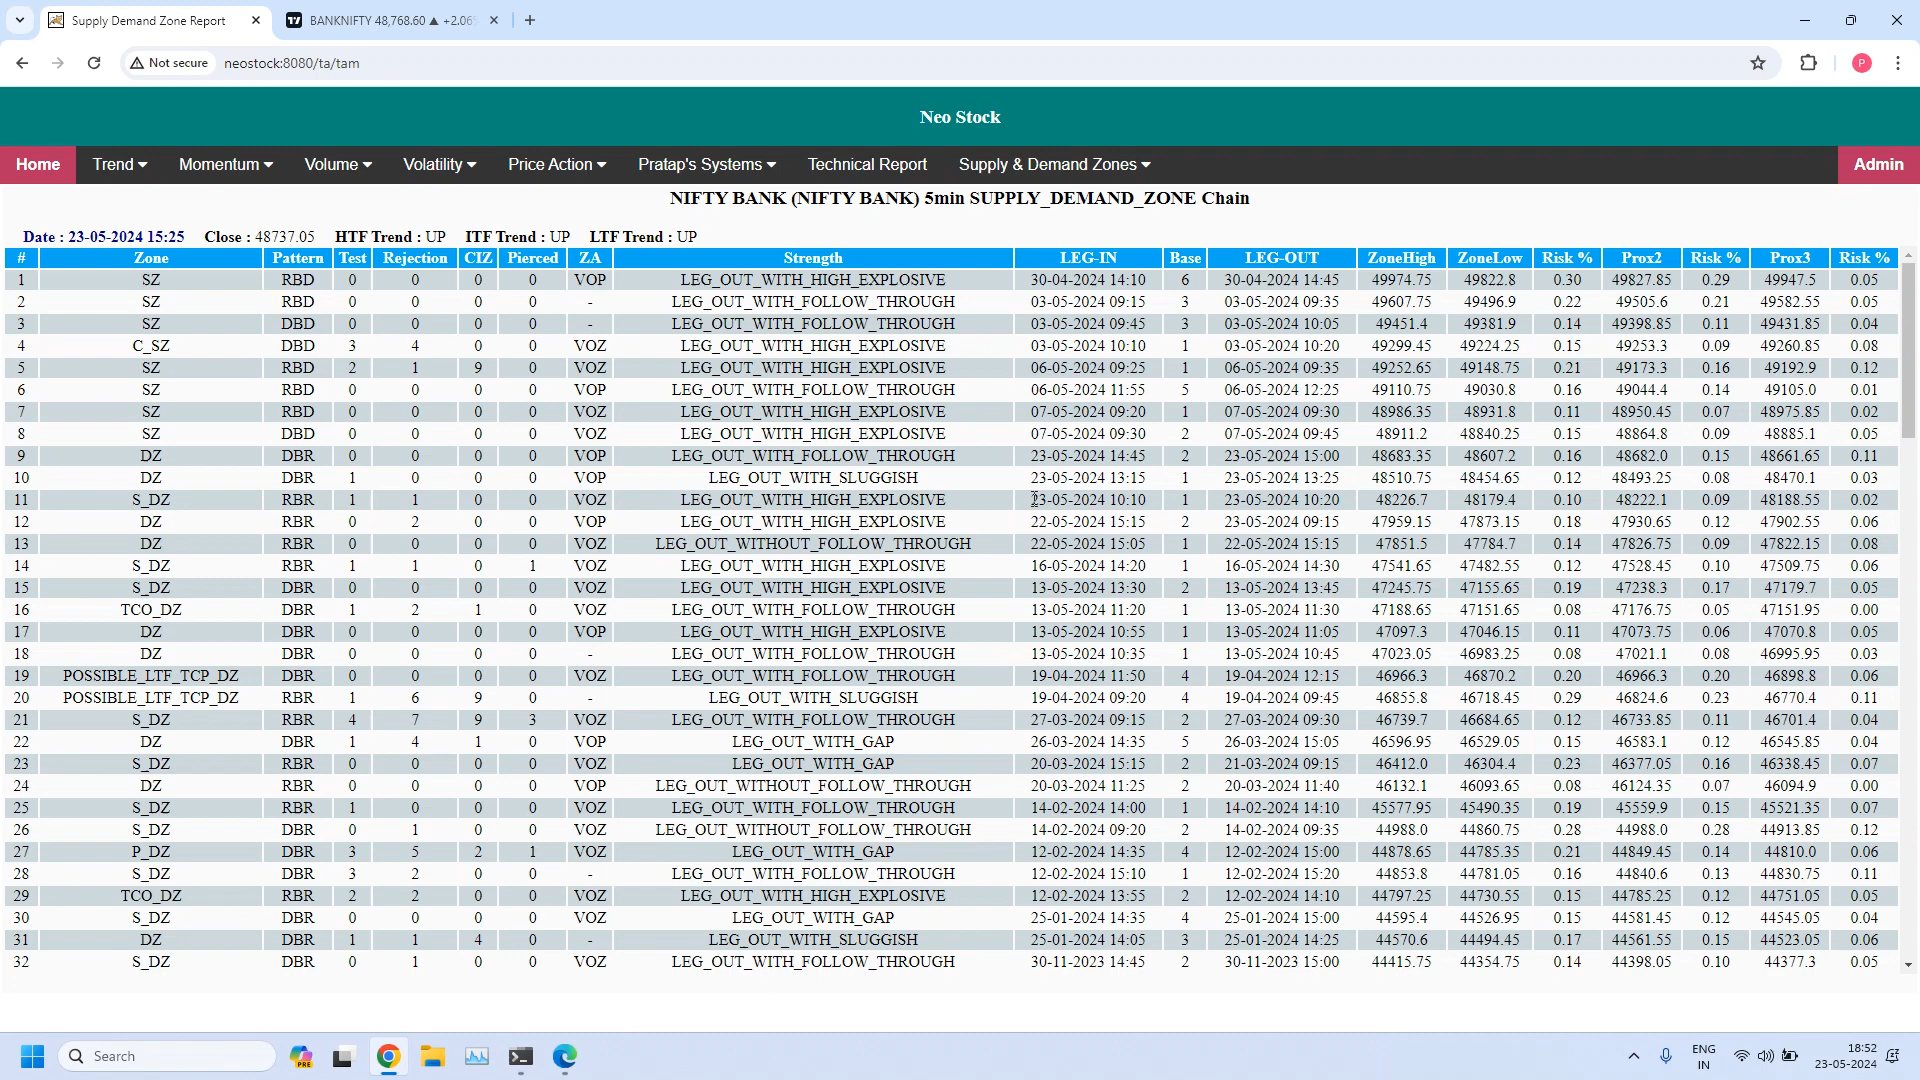 Supply Demand Zone Report
BANKNIFTY 48,768.60 ▲ +2.06
Not secure
neostock:8080/ta/tam
P
Neo Stock
Home Trend Momentum Volume Volatility Price Action Pratap's Systems Technical Report Supply & Demand Zones Admin
NIFTY BANK (NIFTY BANK) 5min SUPPLY_DEMAND_ZONE Chain
Date : 23-05-2024 15:25 Close : 48737.05 HTF Trend : UP ITF Trend : UP LTF Trend : UP
# Zone Pattern Test Rejection CIZ Pierced ZA Strength LEG-IN Base LEG-OUT ZoneHigh ZoneLow Risk % Prox2 Risk % Prox3 Risk %
1 SZ RBD 0 0 0 0 VOP LEG_OUT_WITH_HIGH_EXPLOSIVE 30-04-2024 14:10 6 30-04-2024 14:45 49974.75 49822.8 0.30 49827.85 0.29 49947.5 0.05
2 SZ RBD 0 0 0 0 - LEG_OUT_WITH_FOLLOW_THROUGH 03-05-2024 09:15 3 03-05-2024 09:35 49607.75 49496.9 0.22 49505.6 0.21 49582.55 0.05
3 SZ DBD 0 0 0 0 - LEG_OUT_WITH_FOLLOW_THROUGH 03-05-2024 09:45 3 03-05-2024 10:05 49451.4 49381.9 0.14 49398.85 0.11 49431.85 0.04
4 C_SZ DBD 3 4 0 0 VOZ LEG_OUT_WITH_HIGH_EXPLOSIVE 03-05-2024 10:10 1 03-05-2024 10:20 49299.45 49224.25 0.15 49253.3 0.09 49260.85 0.08
5 SZ RBD 2 1 9 0 VOZ LEG_OUT_WITH_HIGH_EXPLOSIVE 06-05-2024 09:25 1 06-05-2024 09:35 49252.65 49148.75 0.21 49173.3 0.16 49192.9 0.12
6 SZ RBD 0 0 0 0 VOP LEG_OUT_WITH_FOLLOW_THROUGH 06-05-2024 11:55 5 06-05-2024 12:25 49110.75 49030.8 0.16 49044.4 0.14 49105.0 0.01
7 SZ RBD 0 0 0 0 VOZ LEG_OUT_WITH_HIGH_EXPLOSIVE 07-05-2024 09:20 1 07-05-2024 09:30 48986.35 48931.8 0.11 48950.45 0.07 48975.85 0.02
8 SZ DBD 0 0 0 0 VOZ LEG_OUT_WITH_HIGH_EXPLOSIVE 07-05-2024 09:30 2 07-05-2024 09:45 48911.2 48840.25 0.15 48864.8 0.09 48885.1 0.05
9 DZ DBR 0 0 0 0 VOP LEG_OUT_WITH_FOLLOW_THROUGH 23-05-2024 14:45 2 23-05-2024 15:00 48683.35 48607.2 0.16 48682.0 0.15 48661.65 0.11
10 DZ DBR 1 0 0 0 VOP LEG_OUT_WITH_SLUGGISH 23-05-2024 13:15 1 23-05-2024 13:25 48510.75 48454.65 0.12 48493.25 0.08 48470.1 0.03
11 S_DZ RBR 1 1 0 0 VOZ LEG_OUT_WITH_HIGH_EXPLOSIVE 23-05-2024 10:10 1 23-05-2024 10:20 48226.7 48179.4 0.10 48222.1 0.09 48188.55 0.02
12 DZ RBR 0 2 0 0 VOP LEG_OUT_WITH_HIGH_EXPLOSIVE 22-05-2024 15:15 2 23-05-2024 09:15 47959.15 47873.15 0.18 47930.65 0.12 47902.55 0.06
13 DZ RBR 0 0 0 0 VOZ LEG_OUT_WITHOUT_FOLLOW_THROUGH 22-05-2024 15:05 1 22-05-2024 15:15 47851.5 47784.7 0.14 47826.75 0.09 47822.15 0.08
14 S_DZ RBR 1 1 0 1 VOZ LEG_OUT_WITH_HIGH_EXPLOSIVE 16-05-2024 14:20 1 16-05-2024 14:30 47541.65 47482.55 0.12 47528.45 0.10 47509.75 0.06
15 S_DZ DBR 0 0 0 0 VOZ LEG_OUT_WITH_HIGH_EXPLOSIVE 13-05-2024 13:30 2 13-05-2024 13:45 47245.75 47155.65 0.19 47238.3 0.17 47179.7 0.05
16 TCO_DZ DBR 1 2 1 0 VOZ LEG_OUT_WITH_FOLLOW_THROUGH 13-05-2024 11:20 1 13-05-2024 11:30 47188.65 47151.65 0.08 47176.75 0.05 47151.95 0.00
17 DZ DBR 0 0 0 0 VOP LEG_OUT_WITH_HIGH_EXPLOSIVE 13-05-2024 10:55 1 13-05-2024 11:05 47097.3 47046.15 0.11 47073.75 0.06 47070.8 0.05
18 DZ DBR 0 0 0 0 - LEG_OUT_WITH_FOLLOW_THROUGH 13-05-2024 10:35 1 13-05-2024 10:45 47023.05 46983.25 0.08 47021.1 0.08 46995.95 0.03
19 POSSIBLE_LTF_TCP_DZ DBR 0 0 0 0 VOZ LEG_OUT_WITH_FOLLOW_THROUGH 19-04-2024 11:50 4 19-04-2024 12:15 46966.3 46870.2 0.20 46966.3 0.20 46898.8 0.06
20 POSSIBLE_LTF_TCP_DZ RBR 1 6 9 0 - LEG_OUT_WITH_SLUGGISH 19-04-2024 09:20 4 19-04-2024 09:45 46855.8 46718.45 0.29 46824.6 0.23 46770.4 0.11
21 S_DZ RBR 4 7 9 3 VOZ LEG_OUT_WITH_FOLLOW_THROUGH 27-03-2024 09:15 2 27-03-2024 09:30 46739.7 46684.65 0.12 46733.85 0.11 46701.4 0.04
22 DZ DBR 1 4 1 0 VOP LEG_OUT_WITH_GAP 26-03-2024 14:35 5 26-03-2024 15:05 46596.95 46529.05 0.15 46583.1 0.12 46545.85 0.04
23 S_DZ RBR 0 0 0 0 VOZ LEG_OUT_WITH_GAP 20-03-2024 15:15 2 21-03-2024 09:15 46412.0 46304.4 0.23 46377.05 0.16 46338.45 0.07
24 DZ RBR 0 0 0 0 VOP LEG_OUT_WITHOUT_FOLLOW_THROUGH 20-03-2024 11:25 2 20-03-2024 11:40 46132.1 46093.65 0.08 46124.35 0.07 46094.9 0.00
25 S_DZ RBR 1 0 0 0 VOZ LEG_OUT_WITH_FOLLOW_THROUGH 14-02-2024 14:00 1 14-02-2024 14:10 45577.95 45490.35 0.19 45559.9 0.15 45521.35 0.07
26 S_DZ DBR 0 1 0 0 VOZ LEG_OUT_WITHOUT_FOLLOW_THROUGH 14-02-2024 09:20 2 14-02-2024 09:35 44988.0 44860.75 0.28 44988.0 0.28 44913.85 0.12
27 P_DZ DBR 3 5 2 1 VOZ LEG_OUT_WITH_GAP 12-02-2024 14:35 4 12-02-2024 15:00 44878.65 44785.35 0.21 44849.45 0.14 44810.0 0.06
28 S_DZ DBR 3 2 0 0 - LEG_OUT_WITH_FOLLOW_THROUGH 12-02-2024 15:10 1 12-02-2024 15:20 44853.8 44781.05 0.16 44840.6 0.13 44830.75 0.11
29 TCO_DZ RBR 2 2 0 0 VOZ LEG_OUT_WITH_HIGH_EXPLOSIVE 12-02-2024 13:55 2 12-02-2024 14:10 44797.25 44730.55 0.15 44785.25 0.12 44751.05 0.05
30 S_DZ DBR 0 0 0 0 VOZ LEG_OUT_WITH_GAP 25-01-2024 14:35 4 25-01-2024 15:00 44595.4 44526.95 0.15 44581.45 0.12 44545.05 0.04
31 DZ DBR 1 1 4 0 - LEG_OUT_WITH_SLUGGISH 25-01-2024 14:05 3 25-01-2024 14:25 44570.6 44494.45 0.17 44561.55 0.15 44523.05 0.06
32 S_DZ DBR 0 1 0 0 VOZ LEG_OUT_WITH_FOLLOW_THROUGH 30-11-2023 14:45 2 30-11-2023 15:00 44415.75 44354.75 0.14 44398.05 0.10 44377.3 0.05
Search
PRE
ENG
IN
18:52
23-05-2024